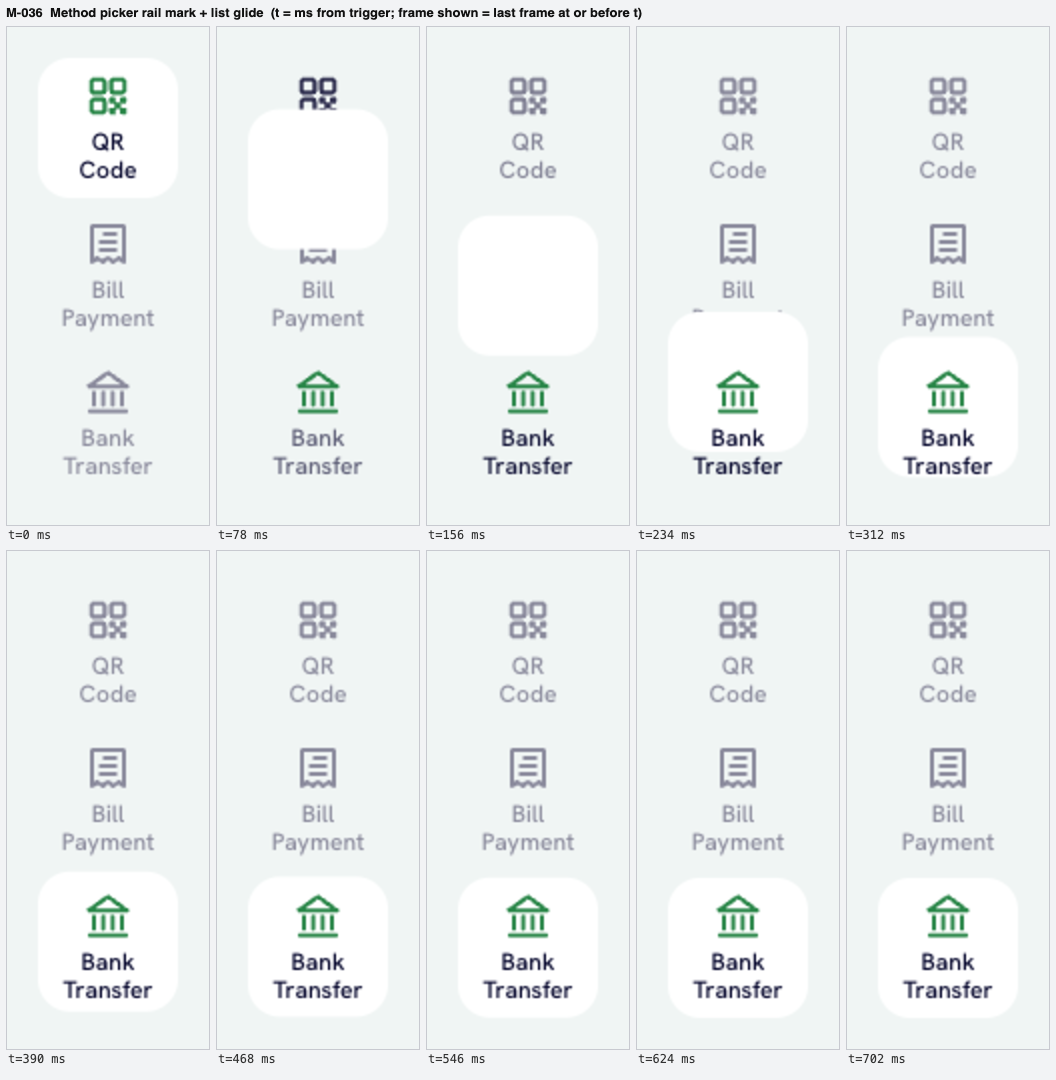 M-036 Method picker rail mark + list glide (t = ms from trigger; frame shown = last frame at or before t)
QR
Code
Bill
Payment
Bank
Transfer
t=0 ms
Bill
Payment
Bank
Transfer
t=78 ms
QR
Code
Bank
Transfer
t=156 ms
QR
Code
Bill
Bank
Transfer
t=234 ms
QR
Code
Bill
Payment
Bank
Transfer
t=312 ms
QR
Code
Bill
Payment
Bank
Transfer
t=390 ms
QR
Code
Bill
Payment
Bank
Transfer
t=468 ms
QR
Code
Bill
Payment
Bank
Transfer
t=546 ms
QR
Code
Bill
Payment
Bank
Transfer
t=624 ms
QR
Code
Bill
Payment
Bank
Transfer
t=702 ms